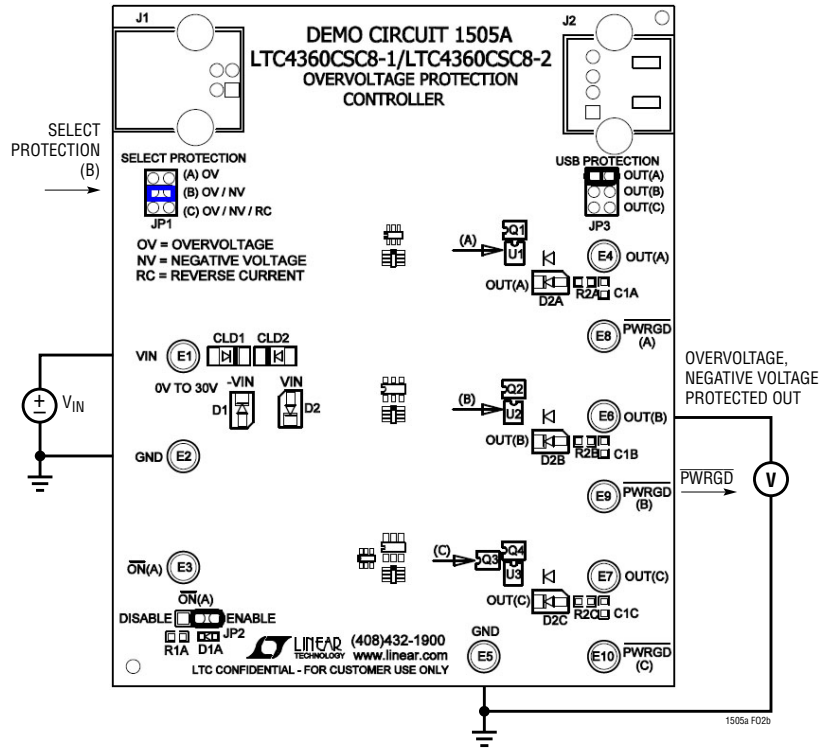 J1
J2
DEMO CIRCUIT 1505A
LTC4360CSC8-1/LTC4360CSC8-2
OVERVOLTAGE PROTECTION
CONTROLLER
SELECT
PROTECTION
(B)
SELECT PROTECTION
(A) OV
(B) OV / NV
(C) OV / NV / RC
JP1
OV = OVERVOLTAGE
NV = NEGATIVE VOLTAGE
RC = REVERSE CURRENT
USB PROTECTION
OUT(A)
OUT(B)
OUT(C)
JP3
(A)
Q1
U1
E4 OUT(A)
OUT(A)
D2A
R2A
C1A
E8 PWRGD
(A)
VIN E1
CLD1 CLD2
0V TO 30V
-VIN VIN
D1 D2
VIN
GND E2
(B)
Q2
U2
E6 OUT(B)
OUT(B)
D2B
R2B
C1B
E9 PWRGD
(B)
OVERVOLTAGE,
NEGATIVE VOLTAGE
PROTECTED OUT
PWRGD
V
(C)
Q3
Q4
U3
E7 OUT(C)
OUT(C)
D2C
R2C
C1C
ON(A) E3
ON(A)
DISABLE ENABLE
JP2
R1A D1A
LINEAR
TECHNOLOGY
(408)432-1900
www.linear.com
LTC CONFIDENTIAL - FOR CUSTOMER USE ONLY
GND
E5
E10 PWRGD
(C)
1505a F02b